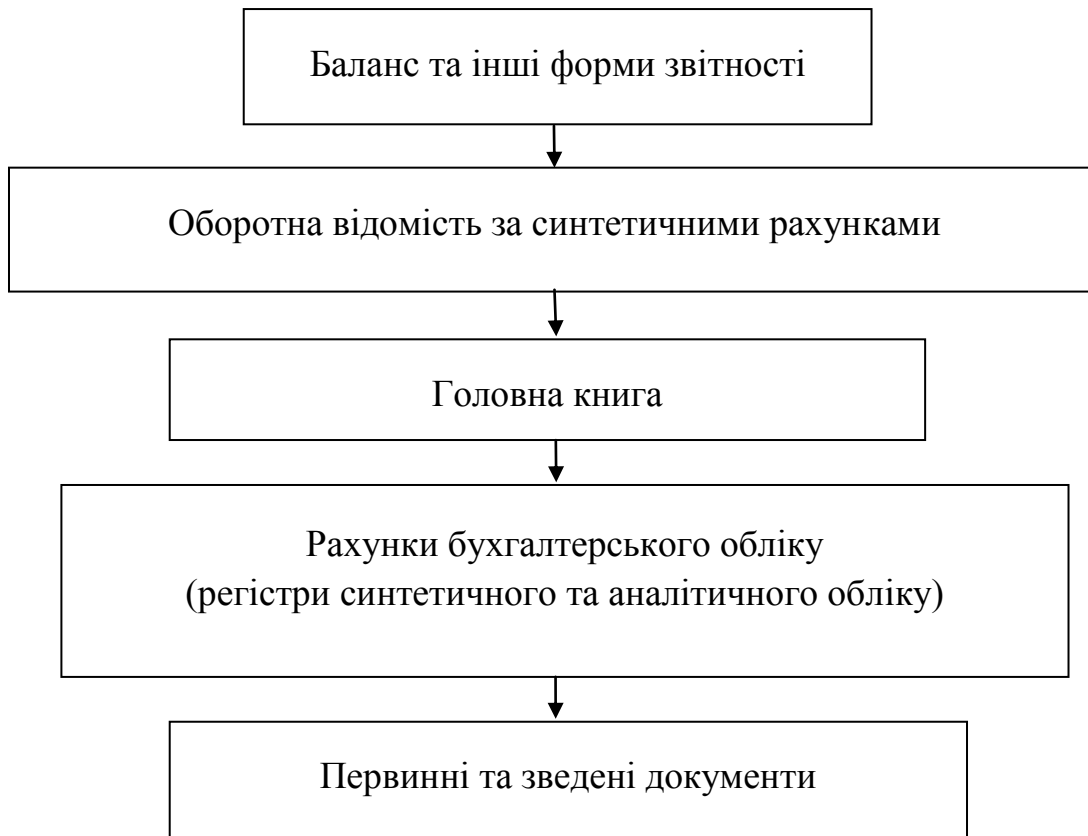 Баланс та інші форми звітності
Оборотна відомість за синтетичними рахунками
Головна книга
Рахунки бухгалтерського обліку
(регістри синтетичного та аналітичного обліку)
Первинні та зведені документи